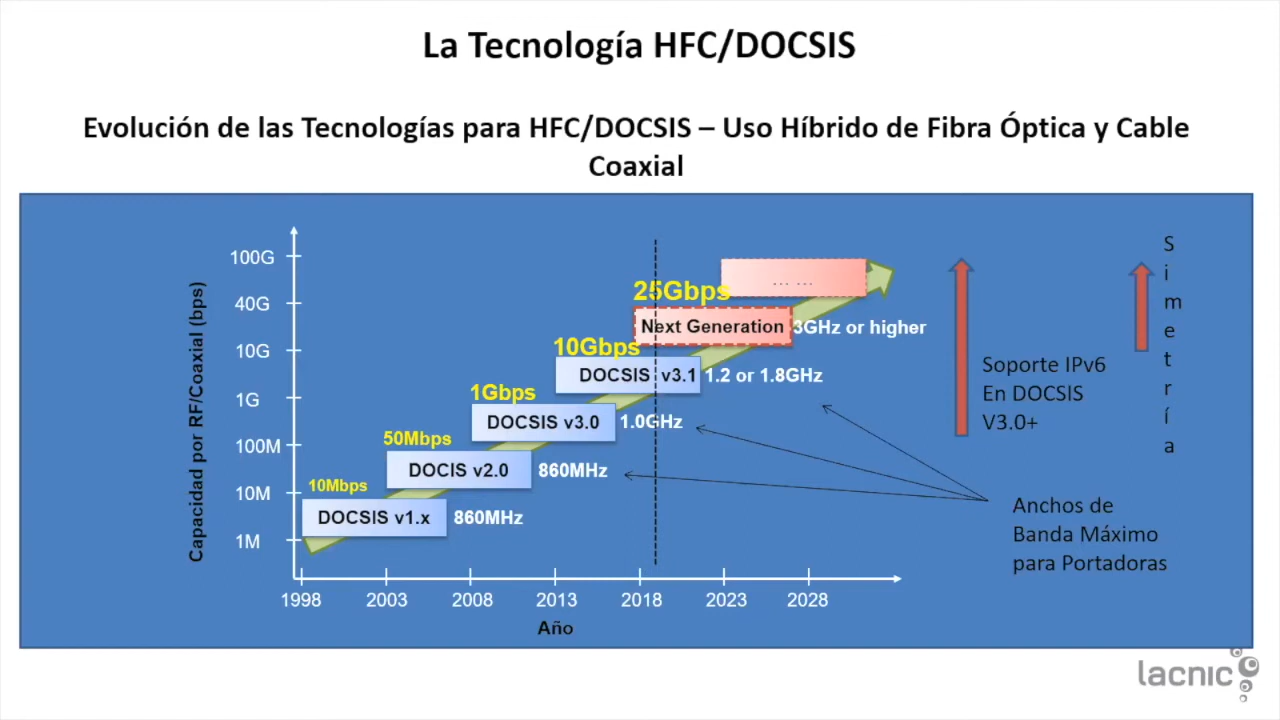 La Tecnología HFC/DOCSIS
Evolución de las Tecnologías para HFC/DOCSIS – Uso Híbrido de Fibra Óptica y Cable
Coaxial
Capacidad por RF/Coaxial (bps)
100G
40G
10G
1G
100M
10M
1M
... ...
25Gbps
Next Generation
3GHz or higher
10Gbps
DOCSIS v3.1
1.2 or 1.8GHz
1Gbps
DOCSIS v3.0
1.0GHz
50Mbps
DOCIS v2.0
860MHz
10Mbps
DOCSIS v1.x
860MHz
1998
2003
2008
2013
2018
2023
2028
Año
Soporte IPv6
En DOCSIS
V3.0+
S
i
m
e
t
r
í
a
Anchos de
Banda Máximo
para Portadoras
lacnic